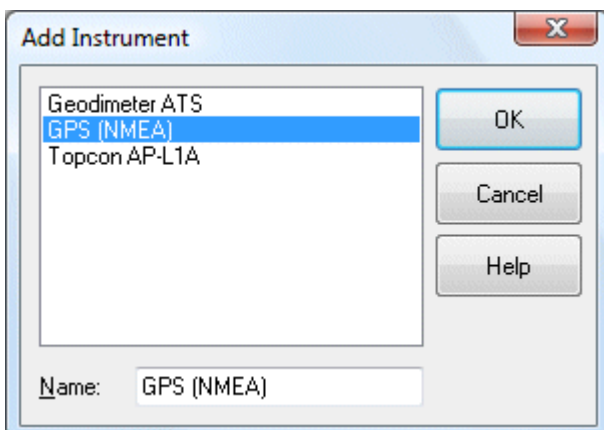 Add Instrument
Geodimeter ATS
GPS (NMEA)
Topcon AP-L1A
OK
Cancel
Help
Name: GPS (NMEA)